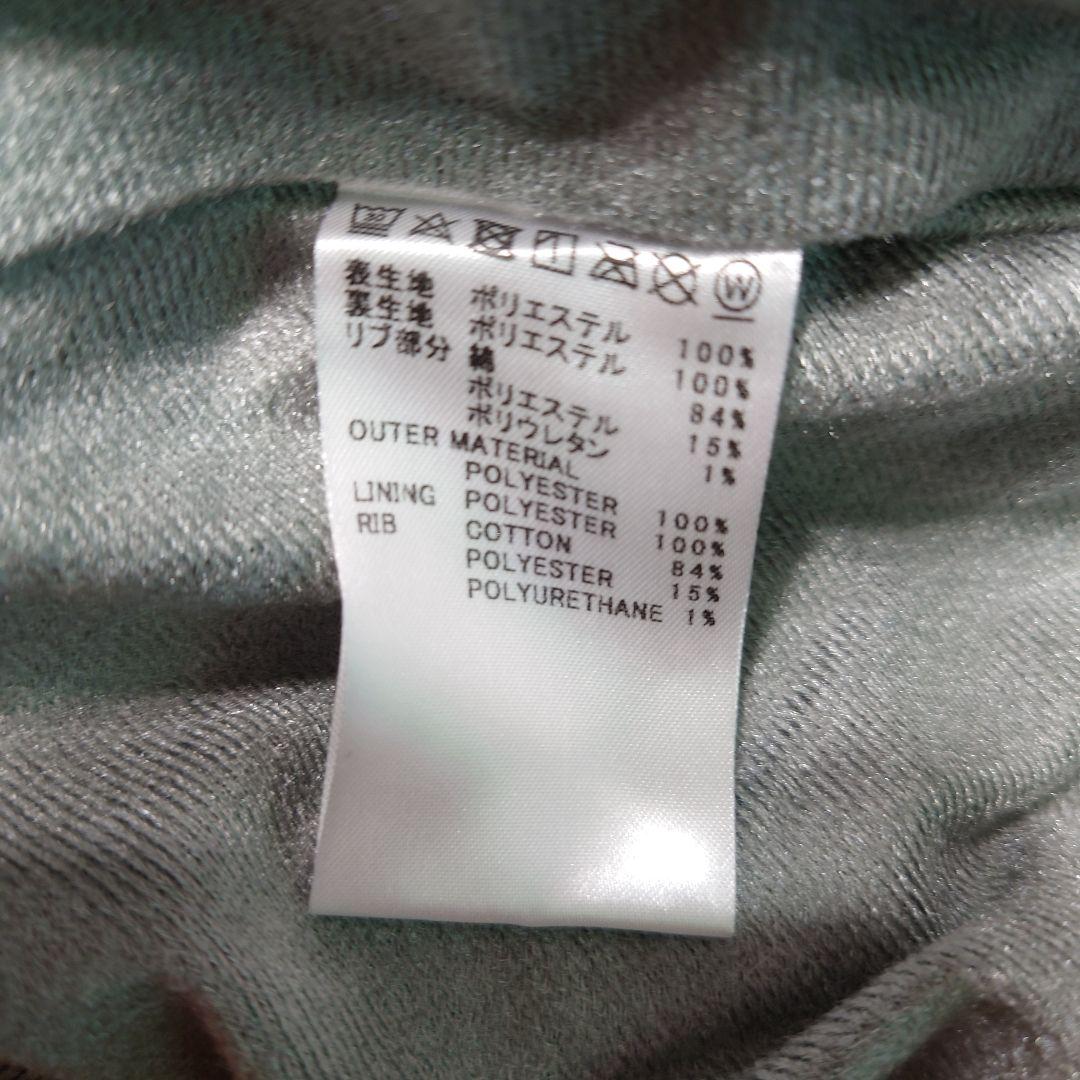 表生地 ポリエステル 100%
裏生地 ポリエステル 100%
リブ部分 綿 84%
ポリエステル 15%
ポリウレタン 1%
OUTER MATERIAL
POLYESTER 100%
LINING POLYESTER 100%
RIB COTTON 84%
POLYESTER 15%
POLYURETHANE 1%